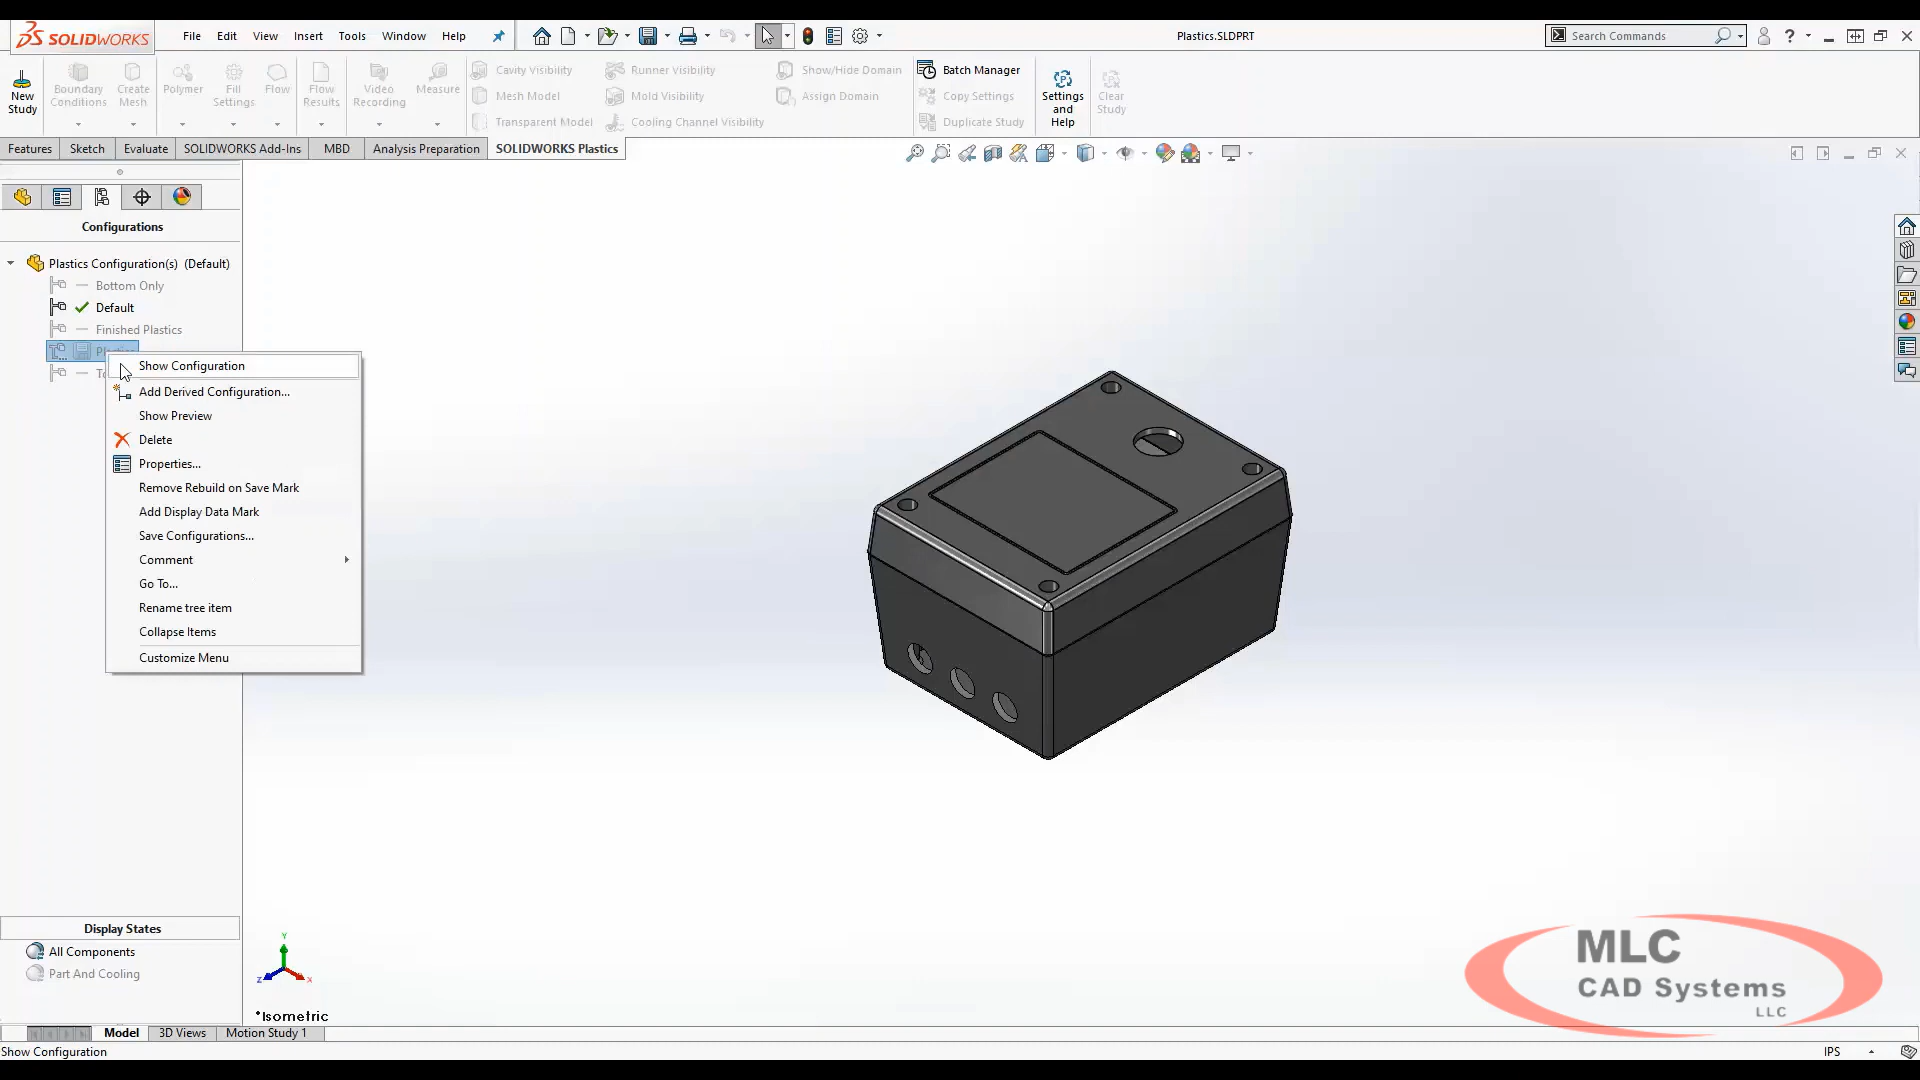 SOLIDWORKS
File Edit View Insert Tools Window Help
Plastics.SLDPRT
Search Commands
New Study
Boundary Conditions
Create Mesh
Polymer
Fill Settings
Flow
Flow Results
Video Recording
Measure
Cavity Visibility
Mesh Model
Transparent Model
Runner Visibility
Mold Visibility
Cooling Channel Visibility
Show/Hide Domain
Assign Domain
Batch Manager
Copy Settings
Duplicate Study
Settings and Help
Clear Study
Features Sketch Evaluate SOLIDWORKS Add-Ins MBD Analysis Preparation SOLIDWORKS Plastics
Configurations
Plastics Configuration(s) (Default)
Bottom Only
Default
Finished Plastics
Show Configuration
Add Derived Configuration...
Show Preview
Delete
Properties...
Remove Rebuild on Save Mark
Add Display Data Mark
Save Configurations...
Comment
Go To...
Rename tree item
Collapse Items
Customize Menu
Display States
All Components
Part And Cooling
Y
Z
X
*Isometric
MLC
CAD Systems
LLC
Model 3D Views Motion Study 1
Show Configuration
IPS